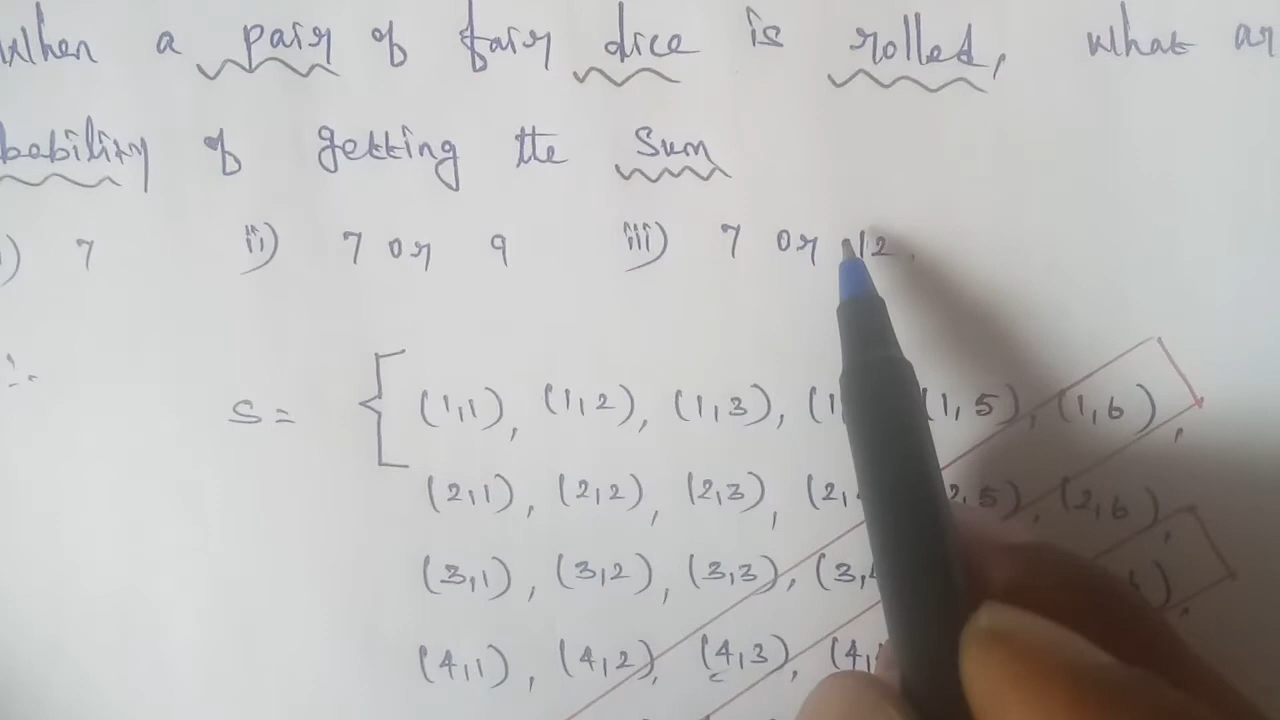 When a pair of fair dice is rolled, what ar
bability of getting the Sum
i) 7 ii) 7 or 9 iii) 7 or 12.
S = { (1,1), (1,2), (1,3), (1, (1,5), (1,6),
(2,1), (2,2), (2,3), (2, 2,5), (2,6),
(3,1), (3,2), (3,3), (3,
(4,1), (4,2), (4,3), (4,